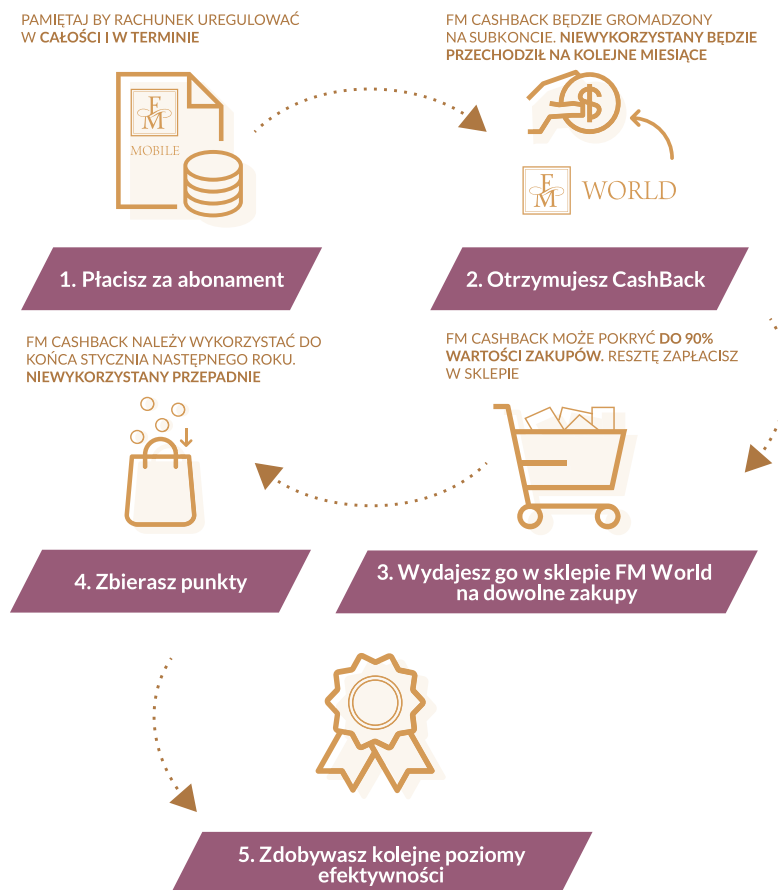 PAMIĘTAJ BY RACHUNEK UREGULOWAĆ
W CAŁOŚCI I W TERMINIE
FM
MOBILE
1. Płacisz za abonament
FM CASHBACK BĘDZIE GROMADZONY
NA SUBKONCIE. NIEWYKORZYSTANY BĘDZIE
PRZECHODZIŁ NA KOLEJNE MIESIĄCE
$
FM WORLD
2. Otrzymujesz CashBack
FM CASHBACK MOŻE POKRYĆ DO 90%
WARTOŚCI ZAKUPÓW. RESZTĘ ZAPŁACISZ
W SKLEPIE
3. Wydajesz go w sklepie FM World
na dowolne zakupy
FM CASHBACK NALEŻY WYKORZYSTAĆ DO
KOŃCA STYCZNIA NASTĘPNEGO ROKU.
NIEWYKORZYSTANY PRZEPADNIE
4. Zbierasz punkty
5. Zdobywasz kolejne poziomy
efektywności